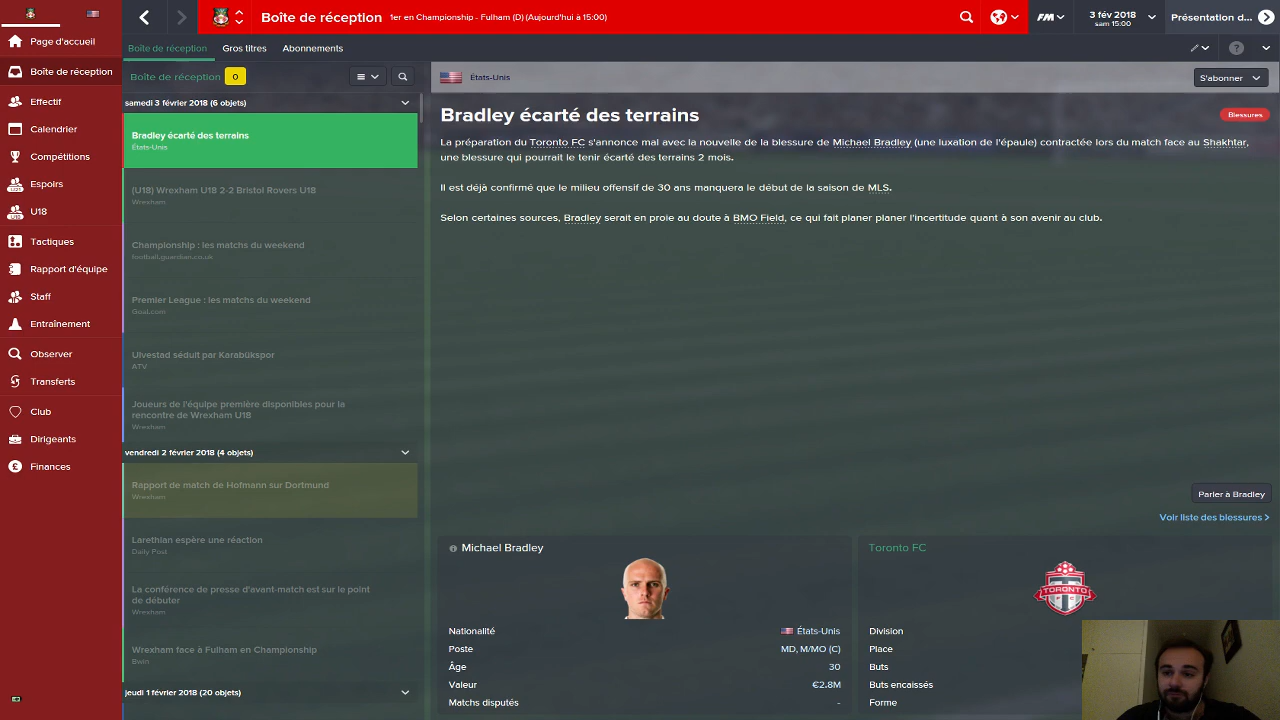 Boîte de réception
1er en Championship - Fulham (D) (Aujourd'hui à 15:00)
FM
3 fév 2018
sam 15:00
Présentation d...
Page d'accueil
Boîte de réception
Effectif
Calendrier
Compétitions
Espoirs
U18
Tactiques
Rapport d'équipe
Staff
Entraînement
Observer
Transferts
Club
Dirigeants
Finances
Boîte de réception Gros titres Abonnements
Boîte de réception 0
samedi 3 février 2018 (6 objets)
Bradley écarté des terrains
États-Unis
(U18) Wrexham U18 2-2 Bristol Rovers U18
Wrexham
Championship : les matchs du weekend
football.guardian.co.uk
Premier League : les matchs du weekend
Goal.com
Ulvestad séduit par Karabükspor
ATV
Joueurs de l'équipe première disponibles pour la
rencontre de Wrexham U18
Wrexham
vendredi 2 février 2018 (4 objets)
Rapport de match de Hofmann sur Dortmund
Wrexham
Larethian espère une réaction
Daily Post
La conférence de presse d'avant-match est sur le point
de débuter
Wrexham
Wrexham face à Fulham en Championship
Bwin
jeudi 1 février 2018 (20 objets)
États-Unis
S'abonner
Bradley écarté des terrains
Blessures
La préparation du Toronto FC s'annonce mal avec la nouvelle de la blessure de Michael Bradley (une luxation de l'épaule) contractée lors du match face au Shakhtar,
une blessure qui pourrait le tenir écarté des terrains 2 mois.
Il est déjà confirmé que le milieu offensif de 30 ans manquera le début de la saison de MLS.
Selon certaines sources, Bradley serait en proie au doute à BMO Field, ce qui fait planer planer l'incertitude quant à son avenir au club.
Parler à Bradley
Voir liste des blessures >
Michael Bradley
Nationalité États-Unis
Poste MD, M/MO (C)
Âge 30
Valeur €2.8M
Matchs disputés -
Toronto FC
TORONTO
Division
Place
Buts
Buts encaissés
Forme